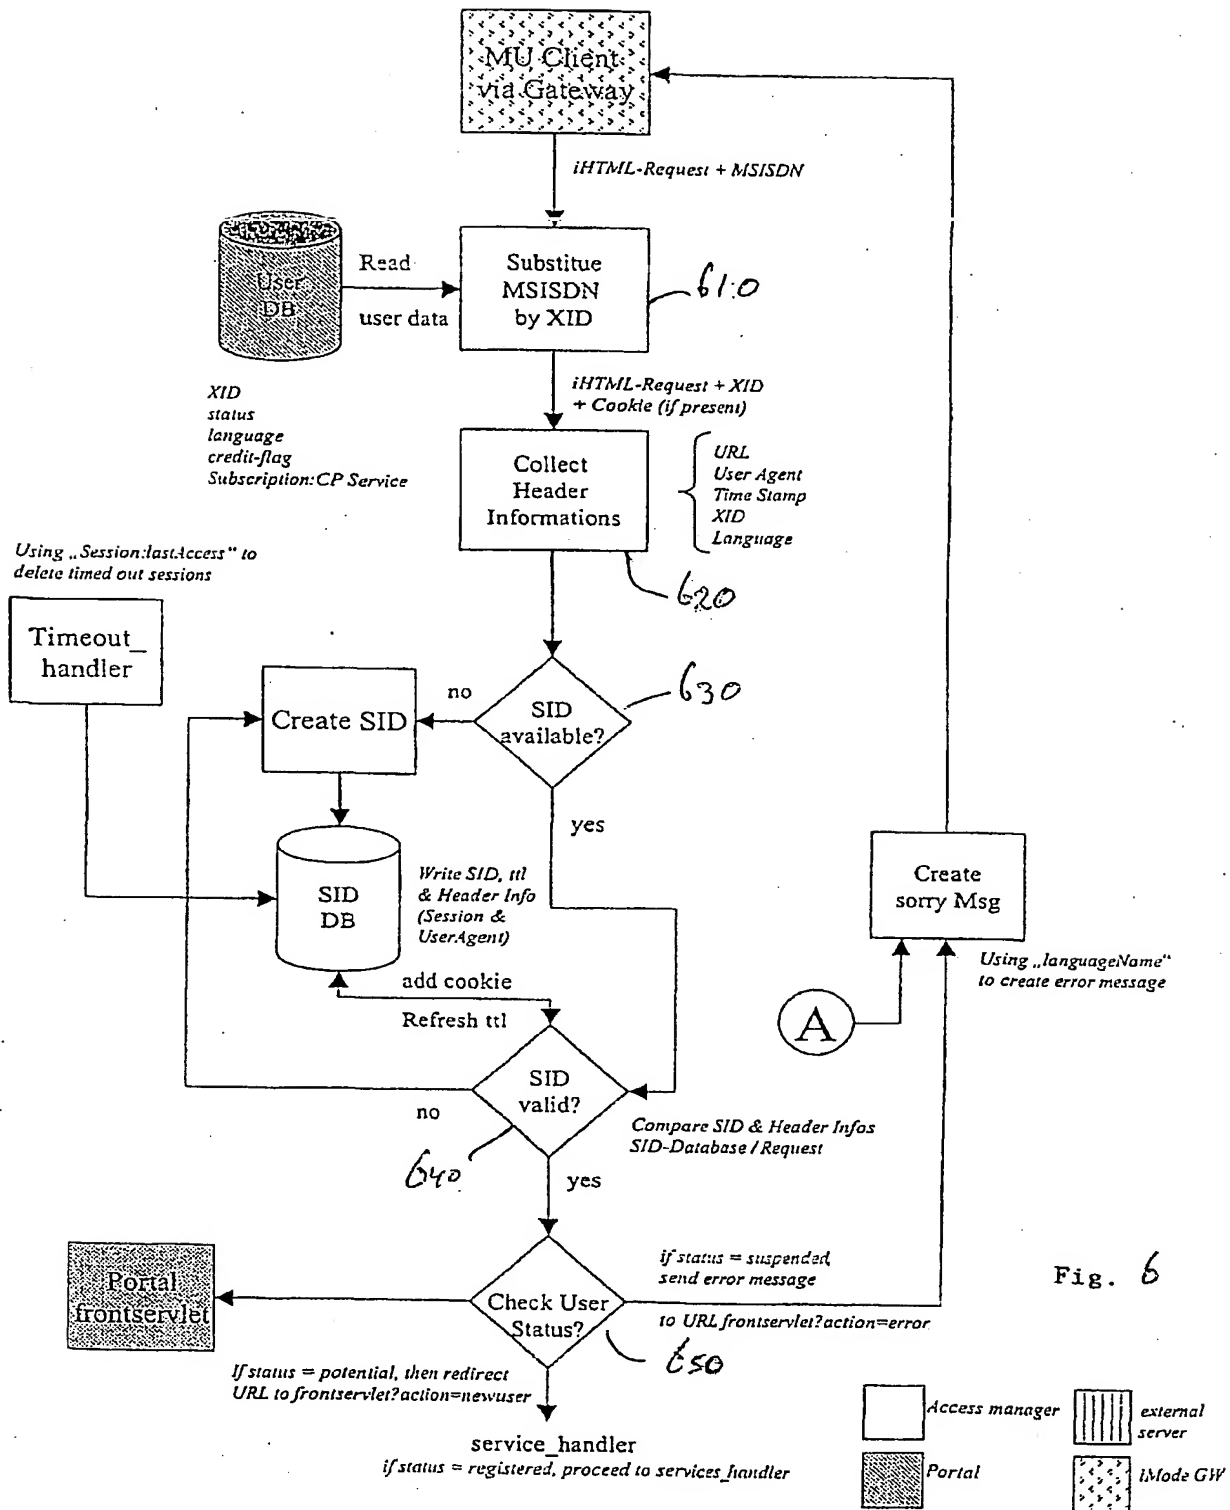 MU Client
via Gateway
iHTML-Request + MSISDN
User
DB
Read
user data
Substitue
MSISDN
by XID
61.0
XID
status
language
credit-flag
Subscription:CP Service
iHTML-Request + XID
+ Cookie (if present)
Collect
Header
Informations
URL
User Agent
Time Stamp
XID
Language
620
Using „Session:lastAccess" to
delete timed out sessions
Timeout_
handler
Create SID
no
SID
available?
630
yes
SID
DB
Write SID, ttl
& Header Info
(Session &
UserAgent)
Create
sorry Msg
Using „languageName"
to create error message
A
add cookie
Refresh ttl
SID
valid?
no
640
Compare SID & Header Infos
SID-Database / Request
yes
Portal
frontservlet
Check User
Status?
650
if status = suspended,
send error message
to URL frontservlet?action=error
Fig. 6
If status = potential, then redirect
URL to frontservlet?action=newuser
service_handler
if status = registered, proceed to services_handler
Access manager
external
server
Portal
iMode GW